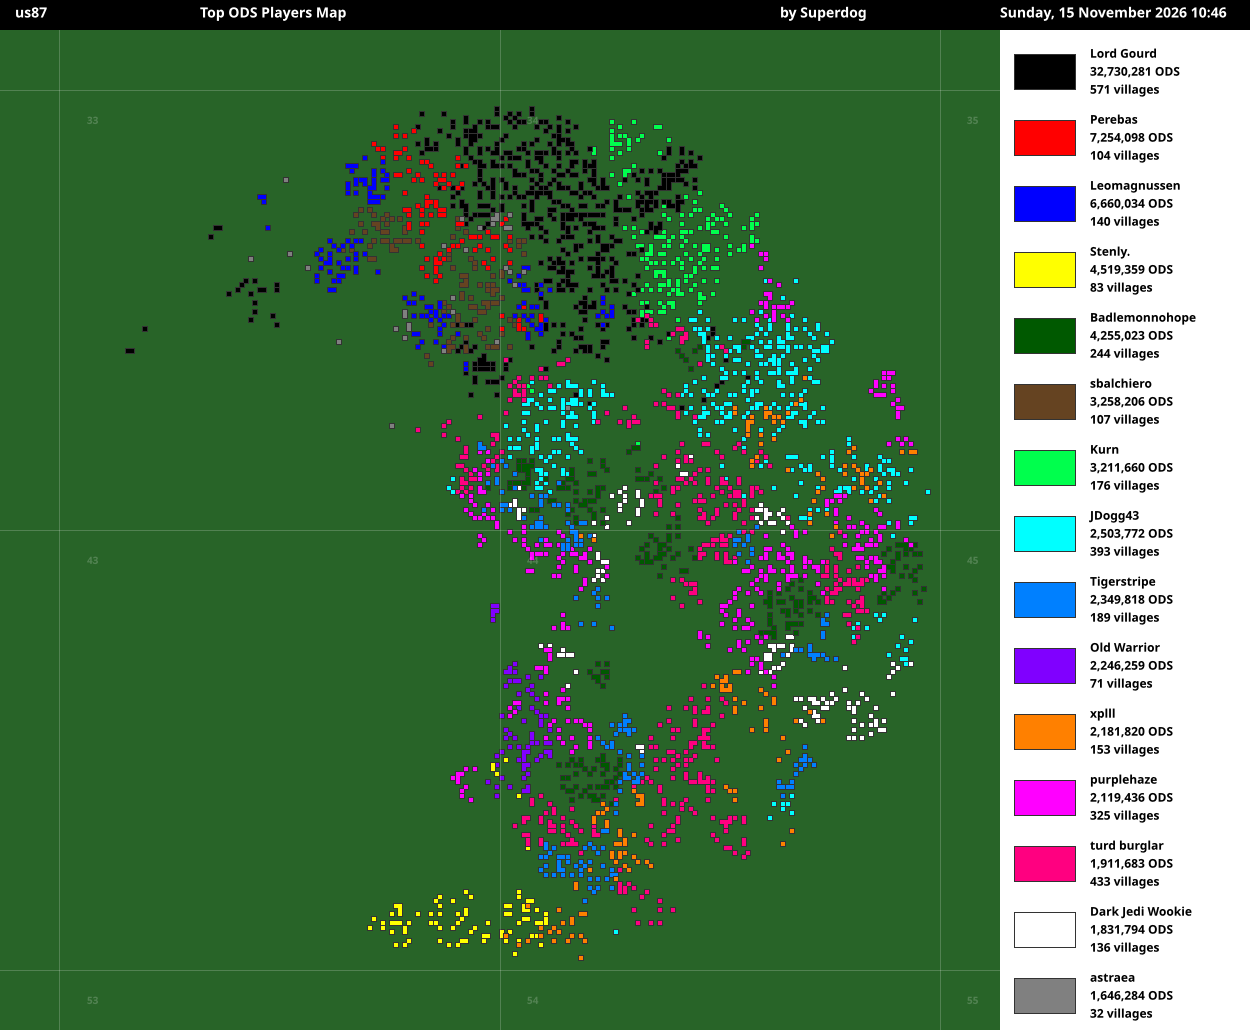 us87 Top ODS Players Map by Superdog Sunday, 15 November 2026 10:46
33 34 35
43 44 45
53 54 55
Lord Gourd
32,730,281 ODS
571 villages
Perebas
7,254,098 ODS
104 villages
Leomagnussen
6,660,034 ODS
140 villages
Stenly.
4,519,359 ODS
83 villages
Badlemonnohope
4,255,023 ODS
244 villages
sbalchiero
3,258,206 ODS
107 villages
Kurn
3,211,660 ODS
176 villages
JDogg43
2,503,772 ODS
393 villages
Tigerstripe
2,349,818 ODS
189 villages
Old Warrior
2,246,259 ODS
71 villages
xplll
2,181,820 ODS
153 villages
purplehaze
2,119,436 ODS
325 villages
turd burglar
1,911,683 ODS
433 villages
Dark Jedi Wookie
1,831,794 ODS
136 villages
astraea
1,646,284 ODS
32 villages